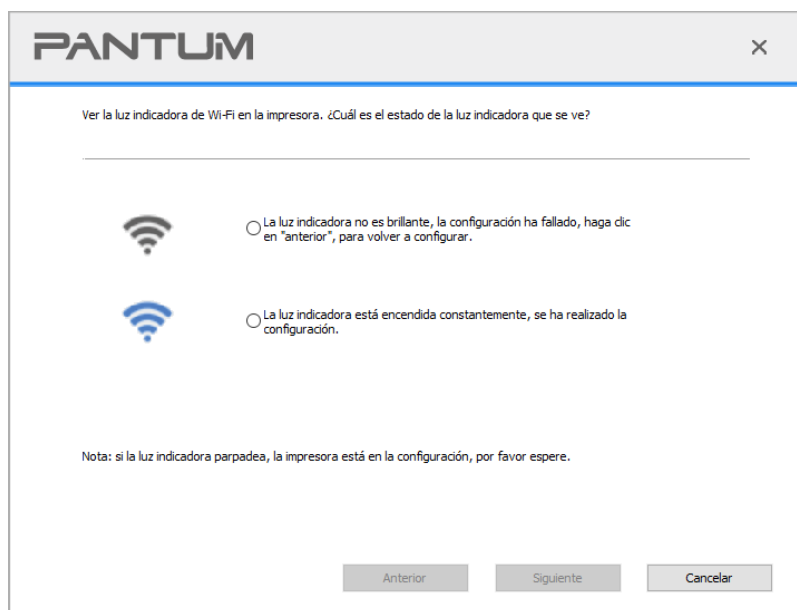 PANTUM
Ver la luz indicadora de Wi-Fi en la impresora. ¿Cuál es el estado de la luz indicadora que se ve?
La luz indicadora no es brillante, la configuración ha fallado, haga clic
en "anterior", para volver a configurar.
La luz indicadora está encendida constantemente, se ha realizado la
configuración.
Nota: si la luz indicadora parpadea, la impresora está en la configuración, por favor espere.
Anterior
Siguiente
Cancelar